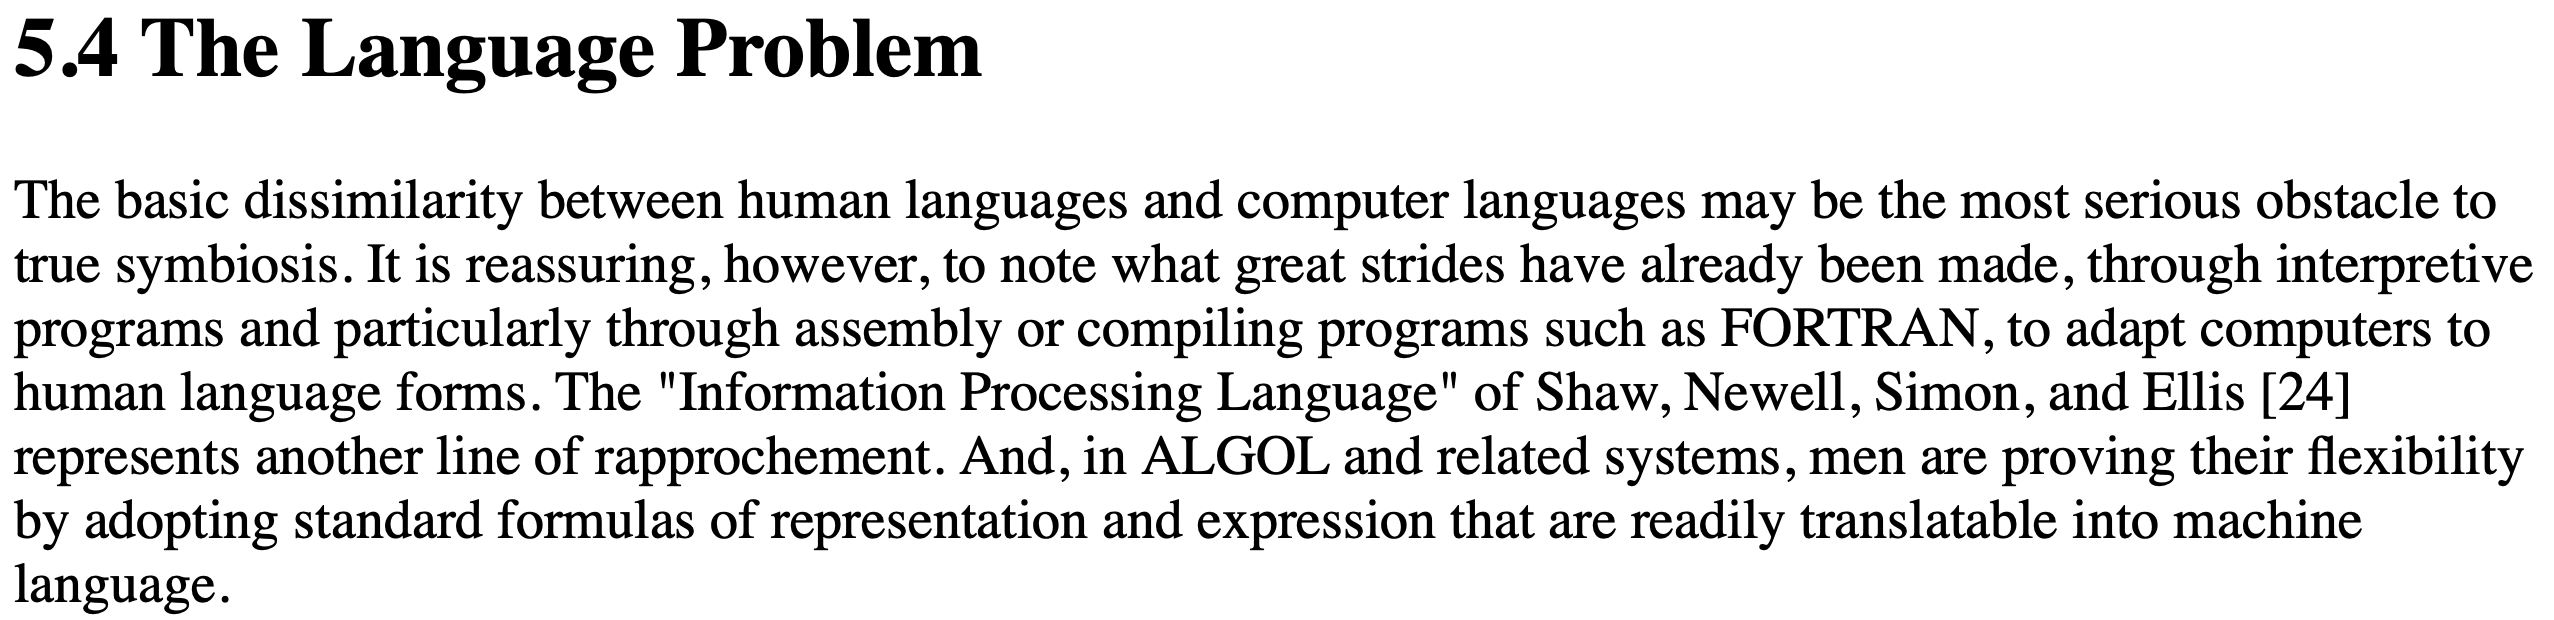 5.4 The Language Problem
The basic dissimilarity between human languages and computer languages may be the most serious obstacle to
true symbiosis. It is reassuring, however, to note what great strides have already been made, through interpretive
programs and particularly through assembly or compiling programs such as FORTRAN, to adapt computers to
human language forms. The "Information Processing Language" of Shaw, Newell, Simon, and Ellis [24]
represents another line of rapprochement. And, in ALGOL and related systems, men are proving their flexibility
by adopting standard formulas of representation and expression that are readily translatable into machine
language.